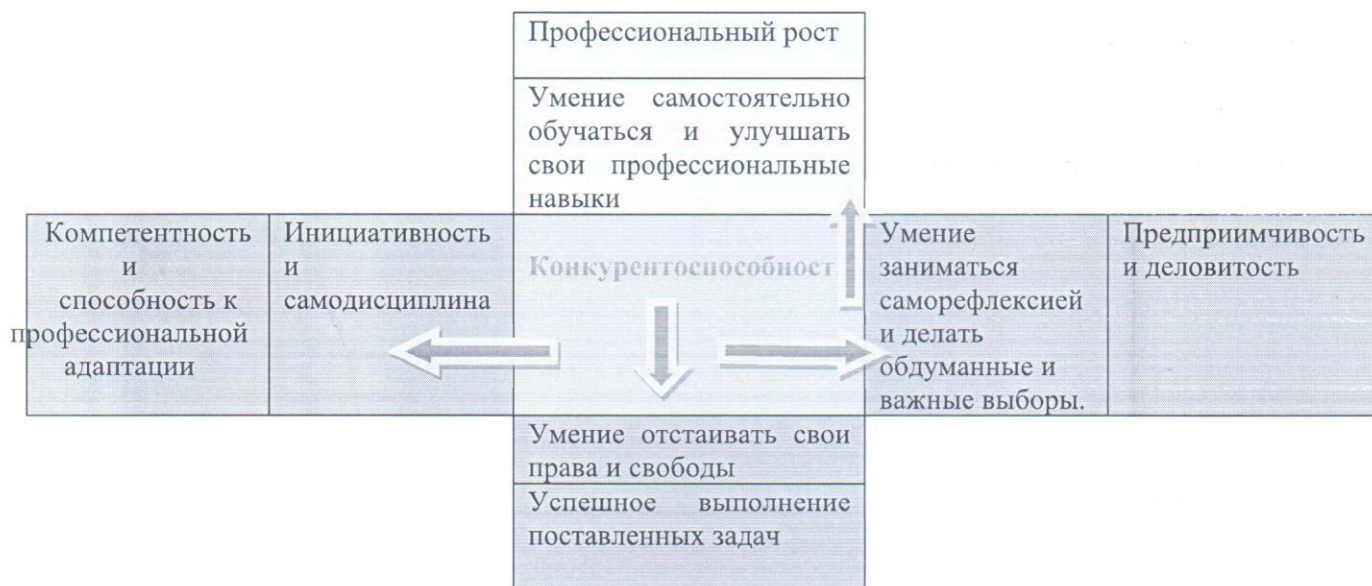 Профессиональный рост
Умение самостоятельно
обучаться и улучшать
свои профессиональные
навыки
Компетентность
и
способность к
профессиональной
адаптации
Инициативность
и
самодисциплина
Конкурентоспособност
Умение
заниматься
саморефлексией
и делать
обдуманные и
важные выборы.
Предприимчивость
и деловитость
Умение отстаивать свои
права и свободы
Успешное выполнение
поставленных задач